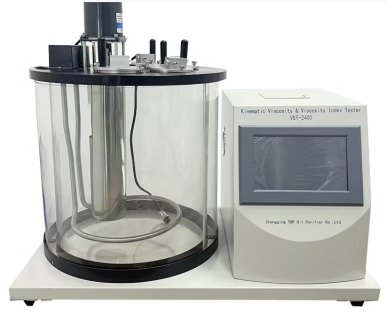 Kinematic Viscosity & Viscosity Index Tester
VST-2400
Chongqing TOP Oil Purifier Co.,Ltd